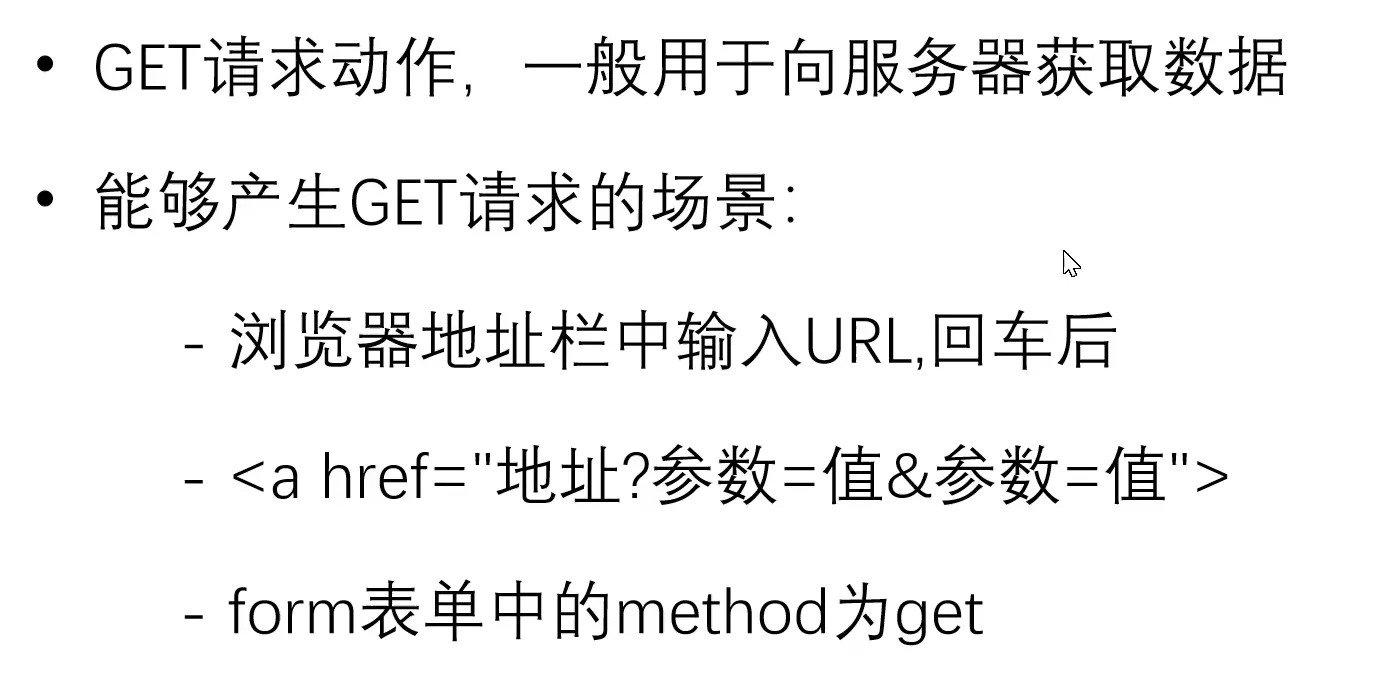 • GET请求动作，一般用于向服务器获取数据
• 能够产生GET请求的场景：
- 浏览器地址栏中输入URL,回车后
- <a href="地址?参数=值&参数=值">
- form表单中的method为get